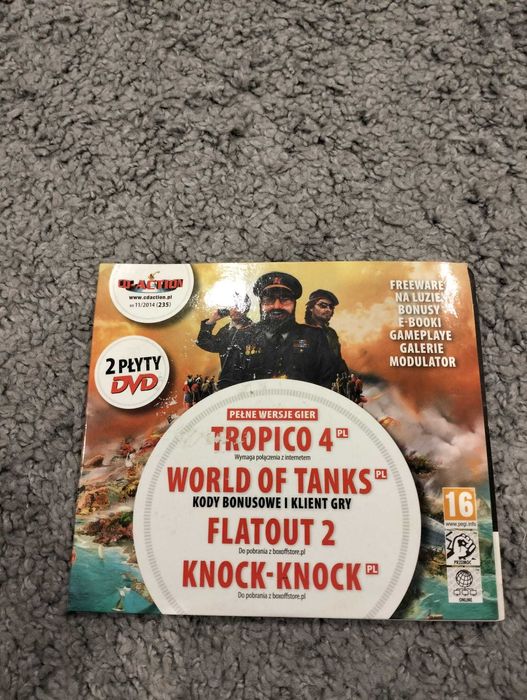 CD-ACTION
www.cdaction.pl
nr 11/2014 (235)
2 PŁYTY
DVD
FREEWARE
NA LUZIE
BONUSY
E-BOOKI
GAMEPLAYE
GALERIE
MODULATOR
PEŁNE WERSJE GIER
TROPICO 4 PL
Wymaga połączenia z internetem
WORLD OF TANKS PL
KODY BONUSOWE I KLIENT GRY
FLATOUT 2
Do pobrania z boxoffstore.pl
KNOCK-KNOCK PL
Do pobrania z boxoffstore.pl
16
www.pegi.info
PRZEMOC
ONLINE